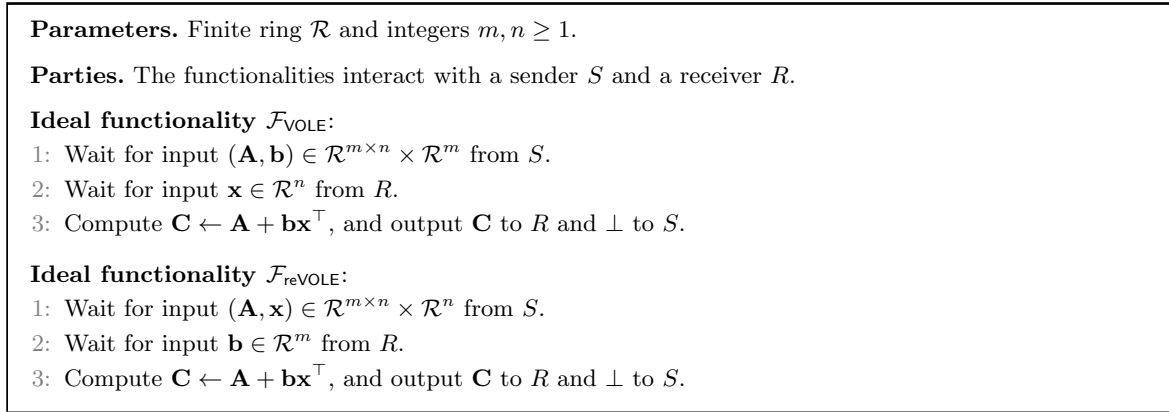 Parameters. Finite ring ℛ and integers m, n ≥ 1.
Parties. The functionalities interact with a sender S and a receiver R.
Ideal functionality ℱ_VOLE:
1: Wait for input (𝐀, 𝐛) ∈ ℛ^{m×n} × ℛ^m from S.
2: Wait for input 𝐱 ∈ ℛ^n from R.
3: Compute 𝐂 ← 𝐀 + 𝐛𝐱^⊤, and output 𝐂 to R and ⊥ to S.
Ideal functionality ℱ_reVOLE:
1: Wait for input (𝐀, 𝐱) ∈ ℛ^{m×n} × ℛ^n from S.
2: Wait for input 𝐛 ∈ ℛ^m from R.
3: Compute 𝐂 ← 𝐀 + 𝐛𝐱^⊤, and output 𝐂 to R and ⊥ to S.